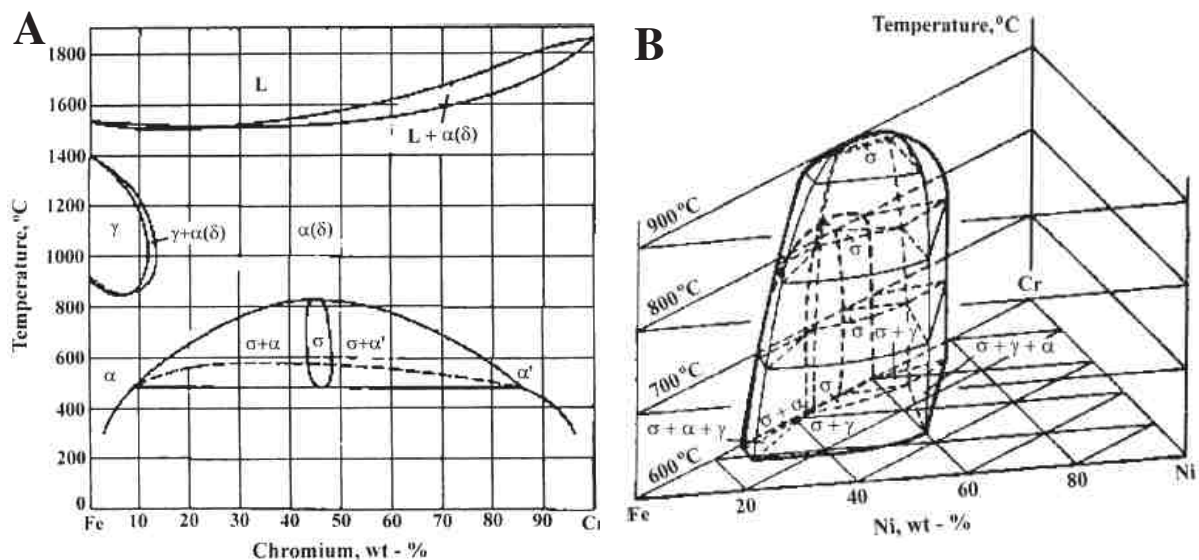 A
1800
L
1600
L + α(δ)
1400
1200
γ
γ+α(δ)
α(δ)
1000
800
σ+α
σ
σ+α'
600
α
α'
400
200
0
Temperature,°C
Fe
10
20
30
40
50
60
70
80
90
Cr
Chromium, wt - %
B
Temperature,°C
σ
900°C
σ
800°C
Cr
σ
σ + γ
σ + γ + α
700°C
σ
σ + α
σ + α + γ
σ + γ
600°C
Fe
20
40
60
80
Ni
Ni, wt - %